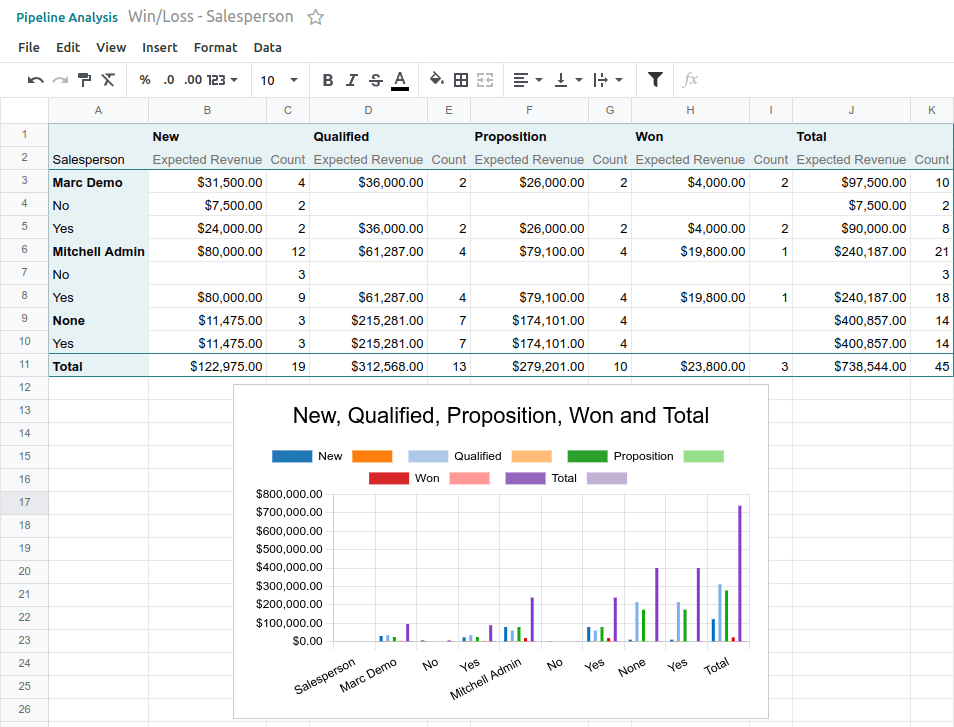 Pipeline Analysis Win/Loss - Salesperson
File Edit View Insert Format Data
% .0 .00 123 10 B I S A fx
A B C D E F G H I J K
1 New Qualified Proposition Won Total
2 Salesperson Expected Revenue Count Expected Revenue Count Expected Revenue Count Expected Revenue Count Expected Revenue Count
3 Marc Demo $31,500.00 4 $36,000.00 2 $26,000.00 2 $4,000.00 2 $97,500.00 10
4 No $7,500.00 2 $7,500.00 2
5 Yes $24,000.00 2 $36,000.00 2 $26,000.00 2 $4,000.00 2 $90,000.00 8
6 Mitchell Admin $80,000.00 12 $61,287.00 4 $79,100.00 4 $19,800.00 1 $240,187.00 21
7 No 3 3
8 Yes $80,000.00 9 $61,287.00 4 $79,100.00 4 $19,800.00 1 $240,187.00 18
9 None $11,475.00 3 $215,281.00 7 $174,101.00 4 $400,857.00 14
10 Yes $11,475.00 3 $215,281.00 7 $174,101.00 4 $400,857.00 14
11 Total $122,975.00 19 $312,568.00 13 $279,201.00 10 $23,800.00 3 $738,544.00 45
12
13
14
15
16
17
18
19
20
21
22
23
24
25
26
New, Qualified, Proposition, Won and Total
New Qualified Proposition
Won Total
$800,000.00
$700,000.00
$600,000.00
$500,000.00
$400,000.00
$300,000.00
$200,000.00
$100,000.00
$0.00
Salesperson Marc Demo No Yes Mitchell Admin No Yes None Yes Total